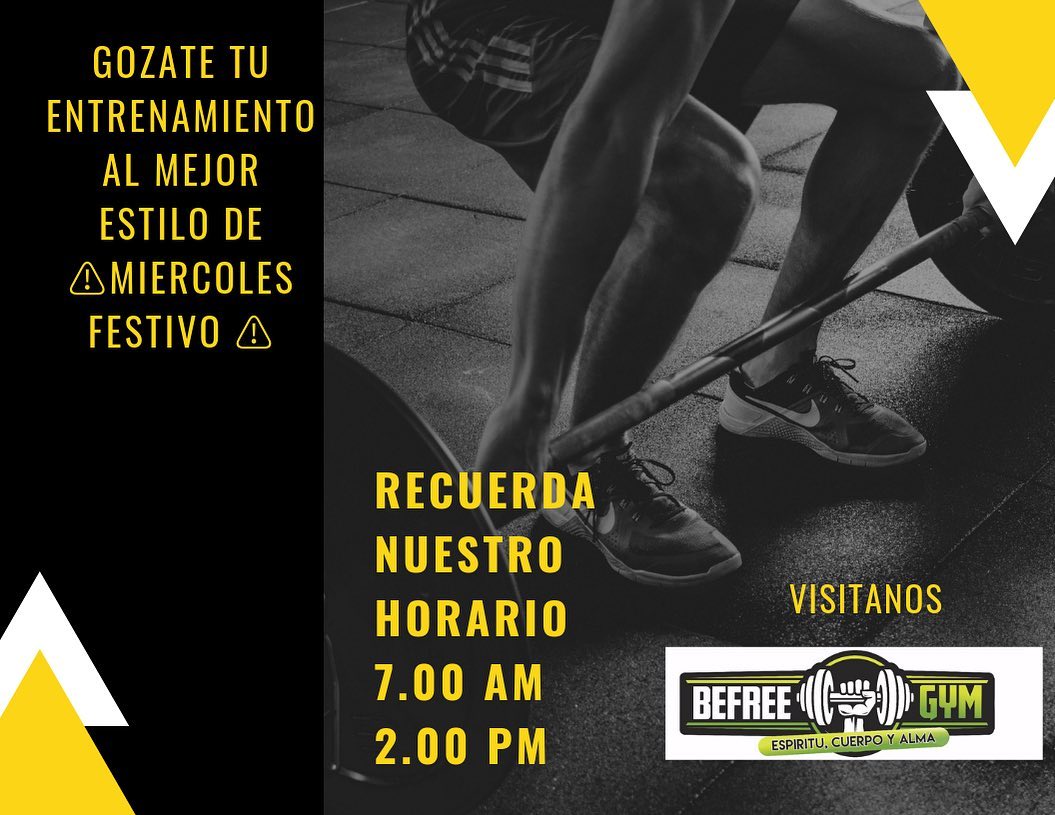 GOZATE TU
ENTRENAMIENTO
AL MEJOR
ESTILO DE
⚠MIERCOLES
FESTIVO ⚠
RECUERDA
NUESTRO
HORARIO
7.00 AM
2.00 PM
VISITANOS
BEFREE GYM
ESPIRITU, CUERPO Y ALMA